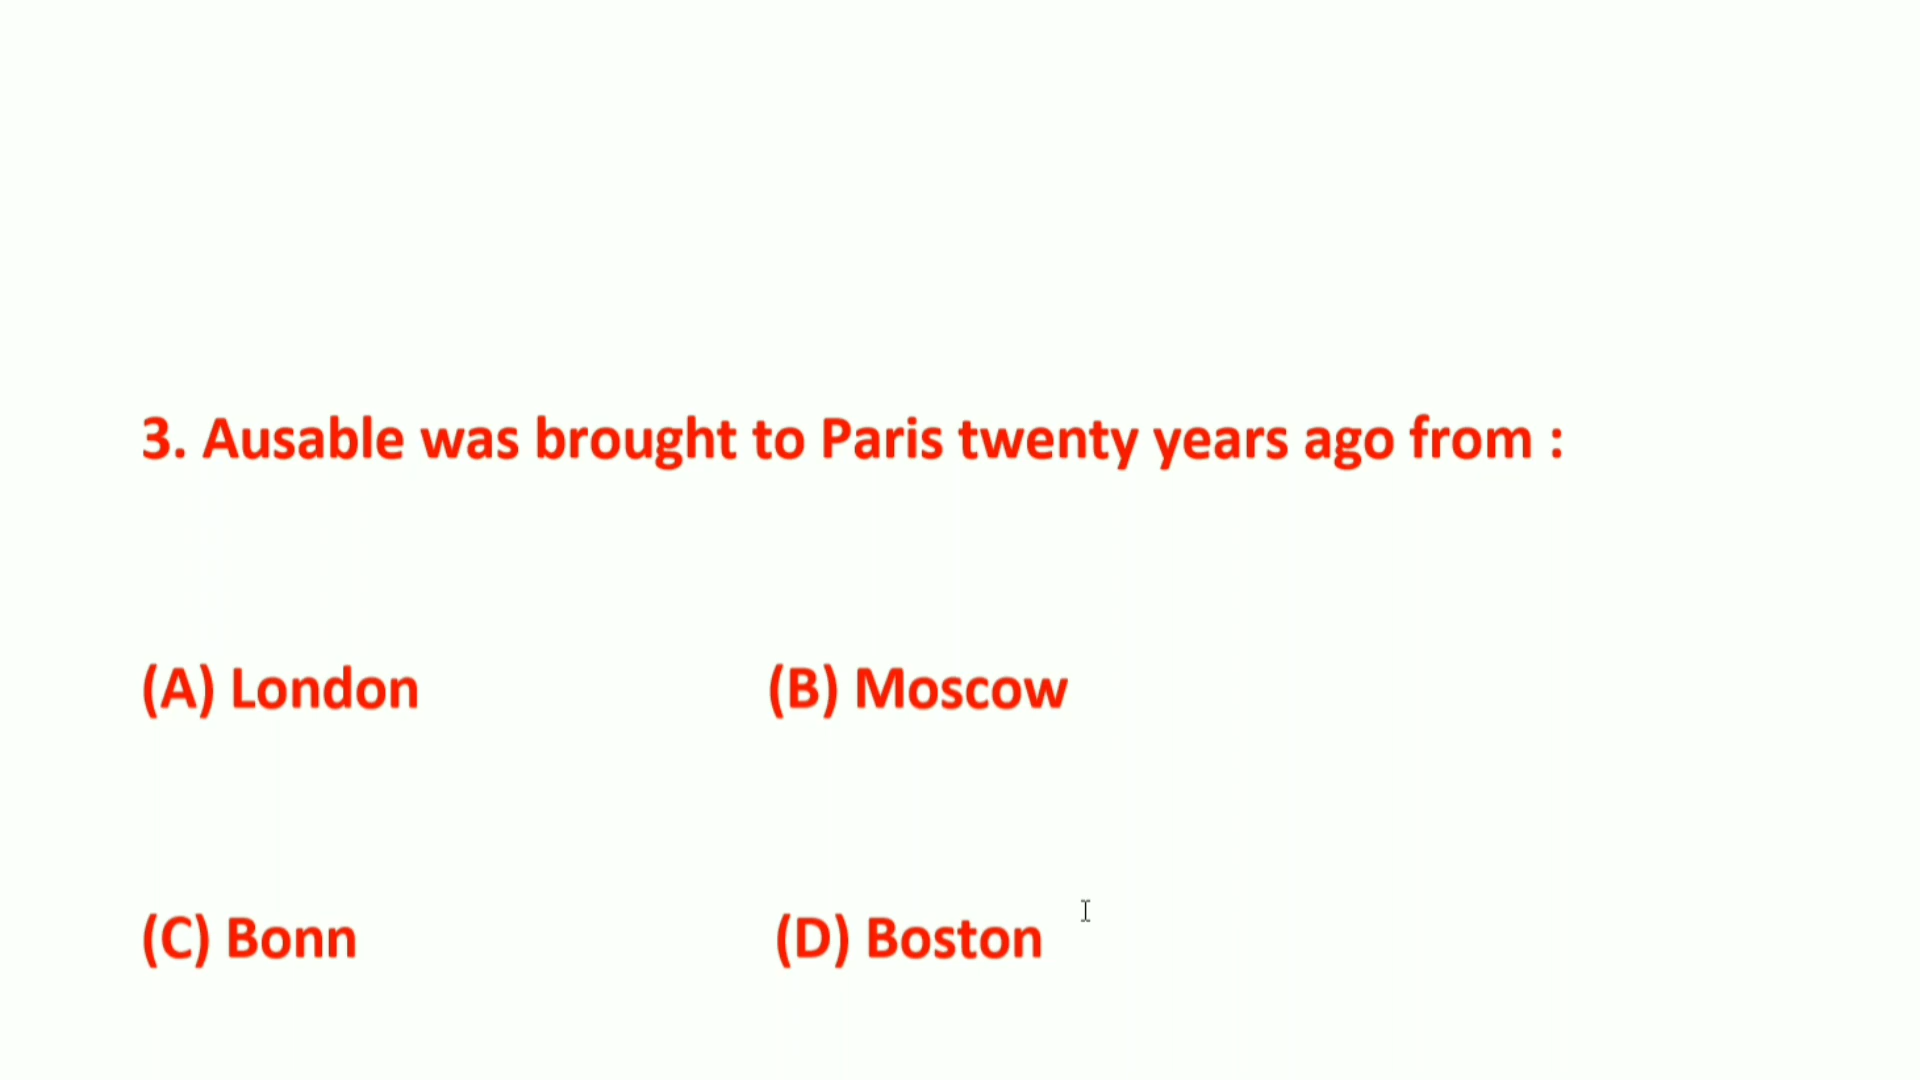 3. Ausable was brought to Paris twenty years ago from :
(A) London (B) Moscow
(C) Bonn (D) Boston